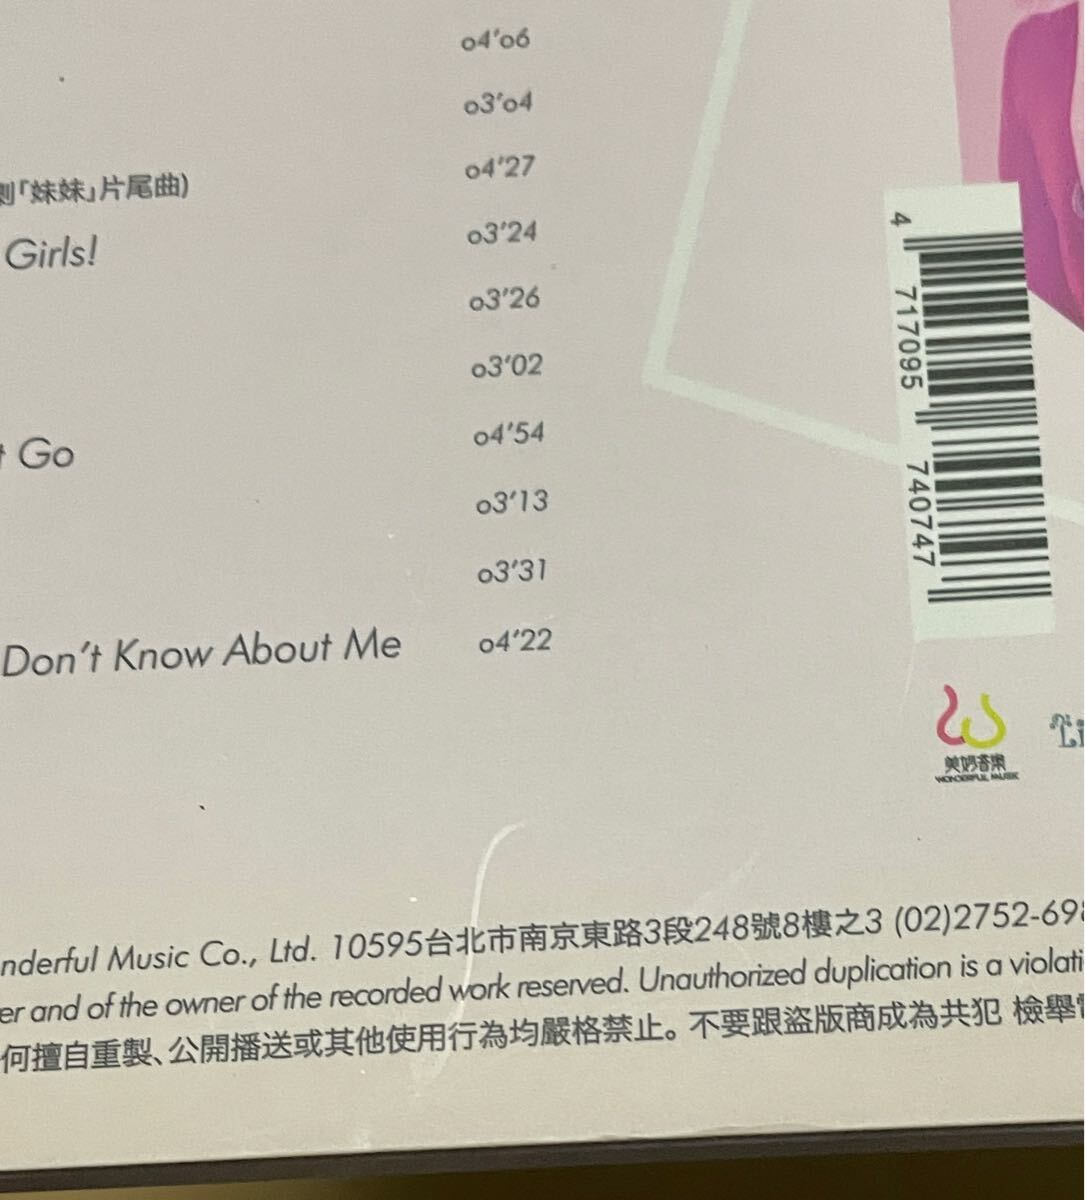 o4'o6
o3'o4
劇「妹妹」片尾曲) o4'27
Girls! o3'24
o3'26
o3'02
Go o4'54
o3'13
o3'31
Don't Know About Me o4'22
4 717095 740747
美妙音樂
WONDERFUL MUSIC
Li
nderful Music Co., Ltd. 10595台北市南京東路3段248號8樓之3 (02)2752-698
er and of the owner of the recorded work reserved. Unauthorized duplication is a violati
何擅自重製、公開播送或其他使用行為均嚴格禁止。不要跟盜版商成為共犯 檢舉電